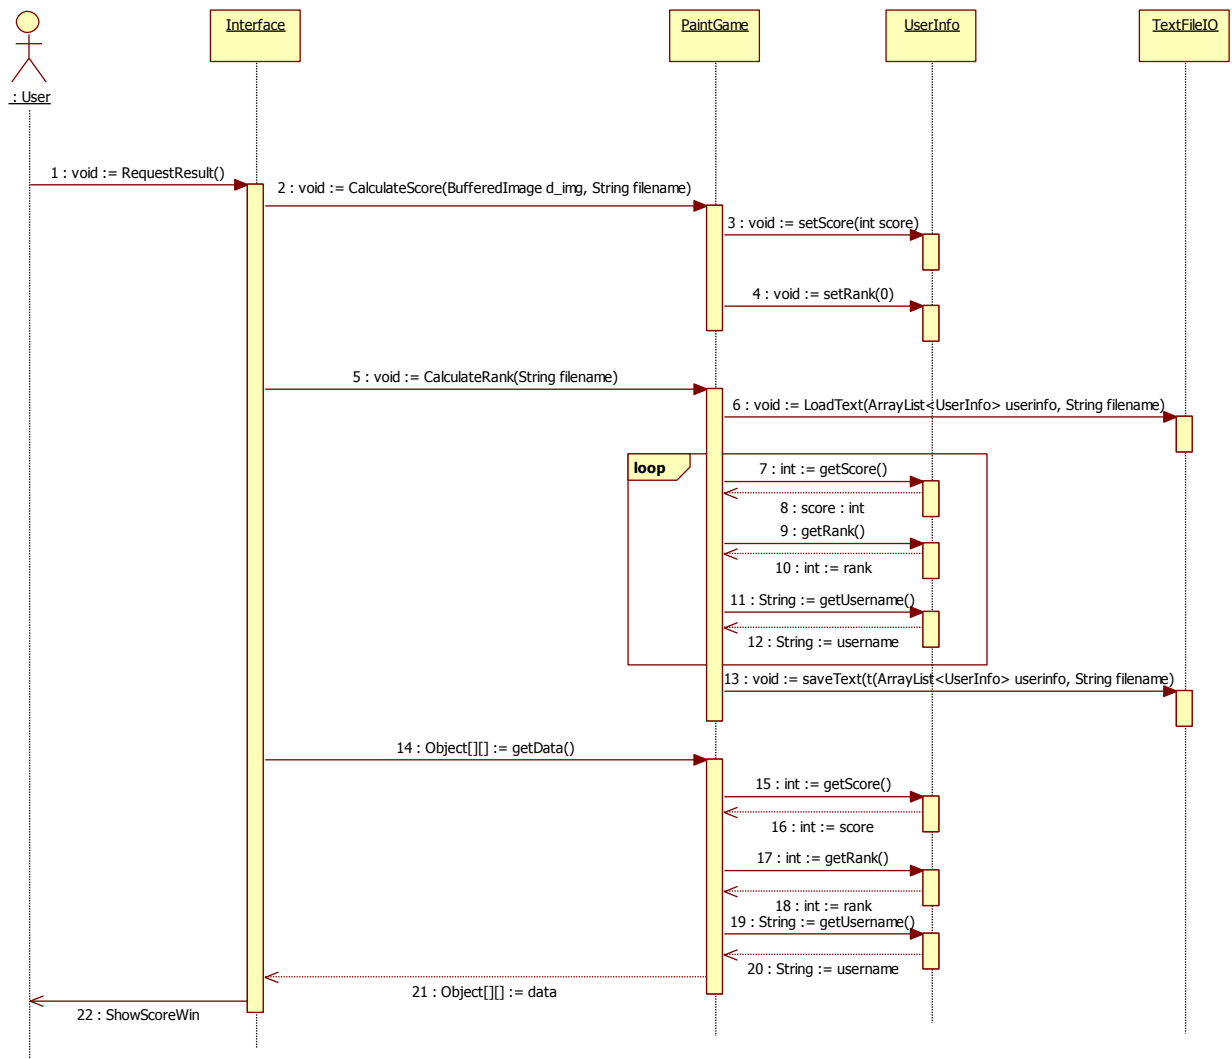 Interface
PaintGame
UserInfo
TextFileIO
: User
1 : void := RequestResult()
2 : void := CalculateScore(BufferedImage d_img, String filename)
3 : void := setScore(int score)
4 : void := setRank(0)
5 : void := CalculateRank(String filename)
6 : void := LoadText(ArrayList<UserInfo> userinfo, String filename)
loop
7 : int := getScore()
8 : score : int
9 : getRank()
10 : int := rank
11 : String := getUsername()
12 : String := username
13 : void := saveText(t(ArrayList<UserInfo> userinfo, String filename)
14 : Object[][] := getData()
15 : int := getScore()
16 : int := score
17 : int := getRank()
18 : int := rank
19 : String := getUsername()
20 : String := username
21 : Object[][] := data
22 : ShowScoreWin